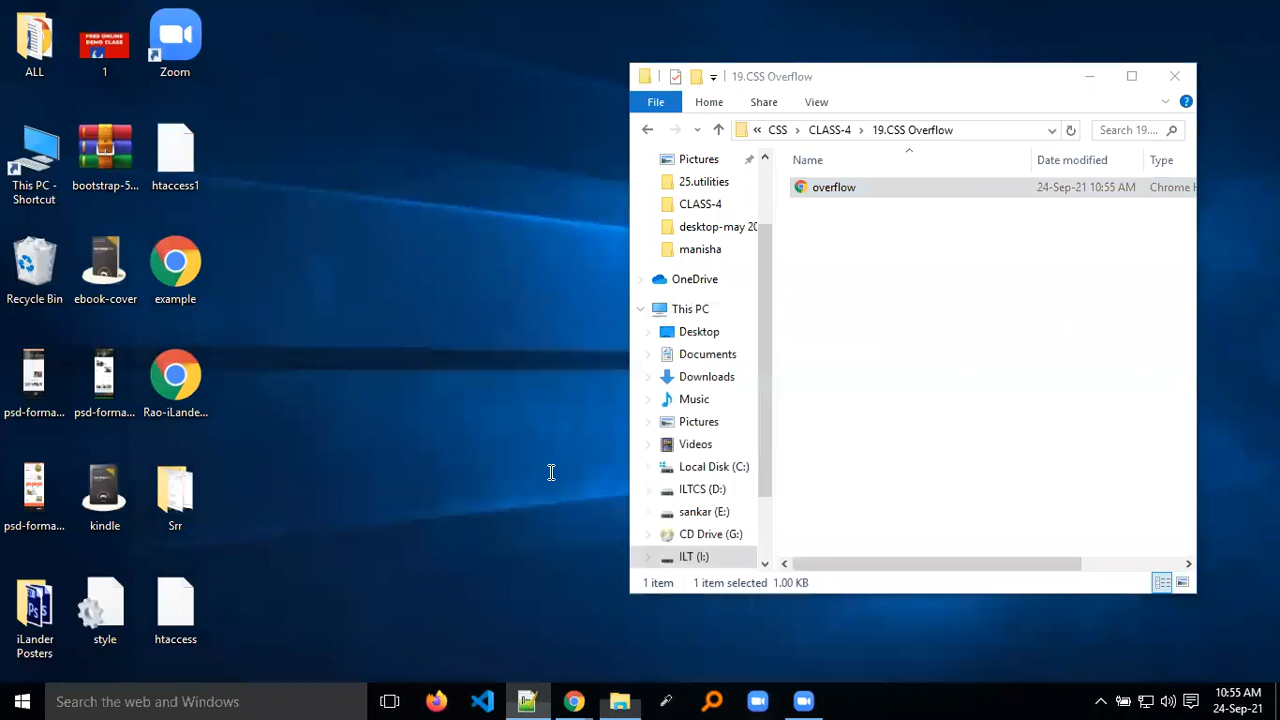 ALL
1
Zoom
This PC - Shortcut
bootstrap-5...
htaccess1
Recycle Bin
ebook-cover
example
psd-forma...
psd-forma...
Rao-iLande...
psd-forma...
kindle
Srr
iLander Posters
style
htaccess
FREE ONLINE
DEMO CLASS
19.CSS Overflow
File
Home
Share
View
« CSS > CLASS-4 > 19.CSS Overflow
Search 19....
Name
Date modified
Type
overflow
24-Sep-21 10:55 AM
Chrome H
Pictures
25.utilities
CLASS-4
desktop-may 20
manisha
OneDrive
This PC
Desktop
Documents
Downloads
Music
Pictures
Videos
Local Disk (C:)
ILTCS (D:)
sankar (E:)
CD Drive (G:)
ILT (I:)
1 item
1 item selected
1.00 KB
Search the web and Windows
10:55 AM
24-Sep-21